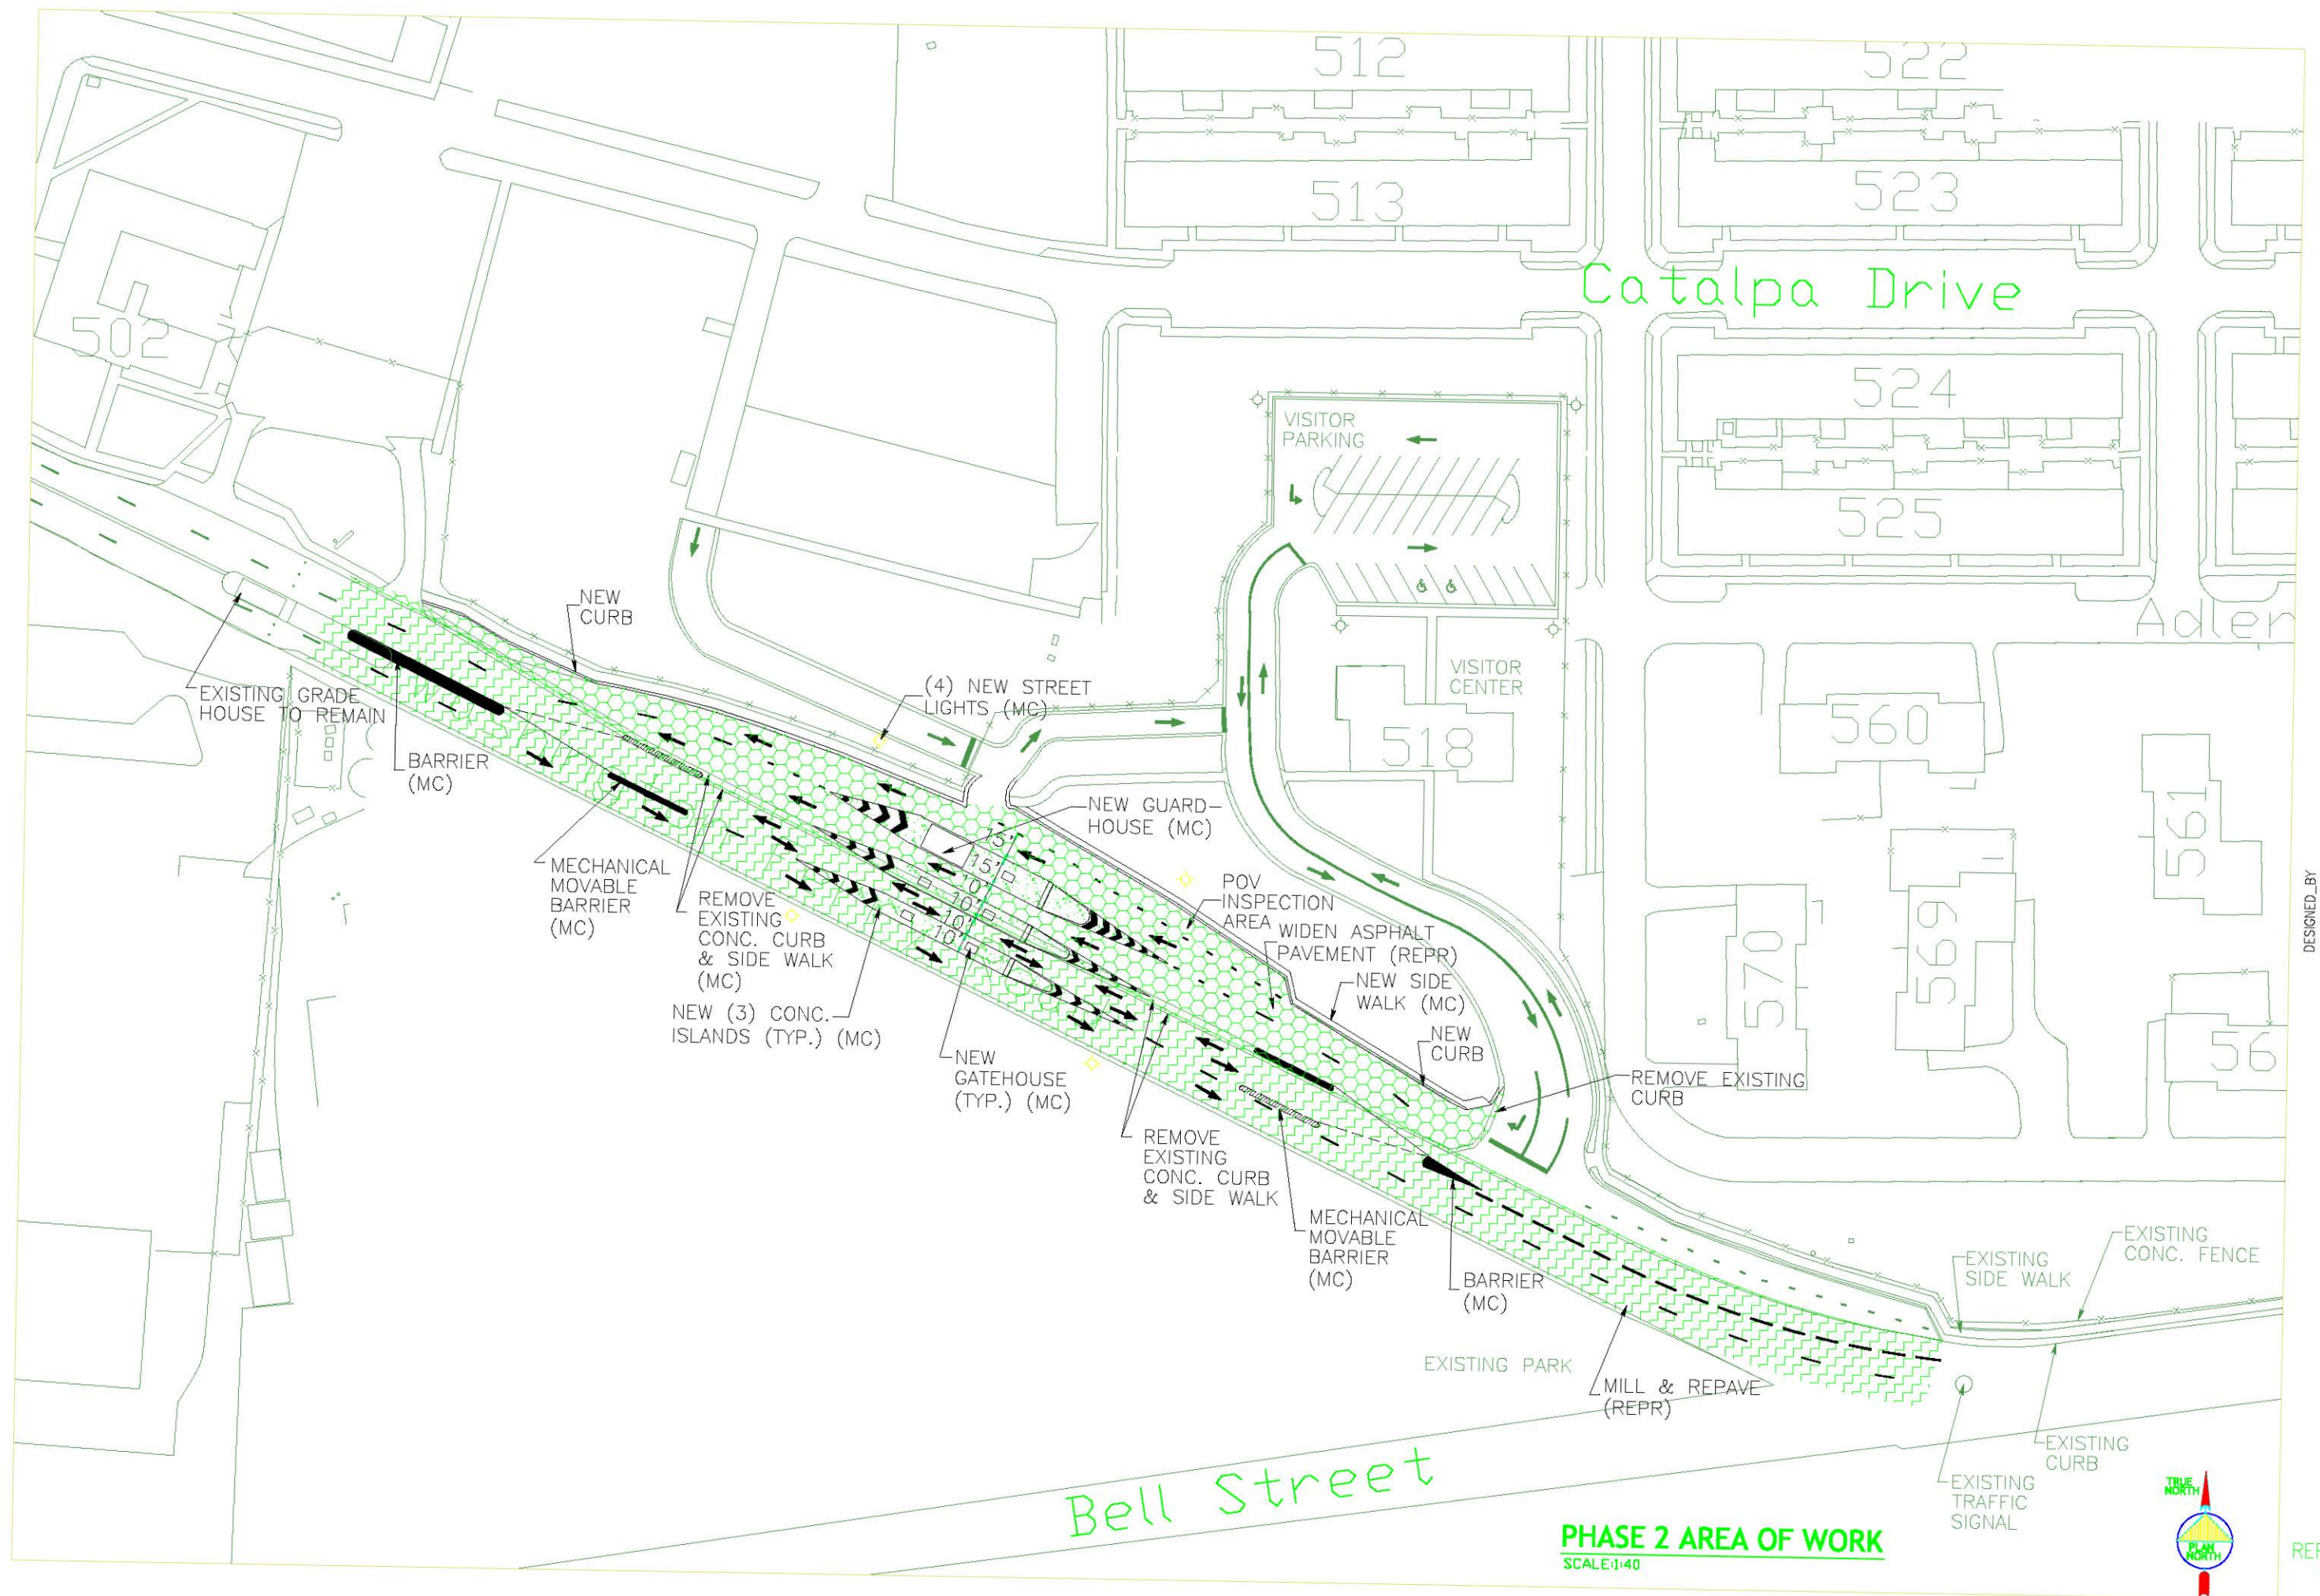 512
522
513
523
Catalpa Drive
502
524
VISITOR
PARKING
525
NEW
CURB
Adler
EXISTING GRADE
HOUSE TO REMAIN
(4) NEW STREET
LIGHTS (MC)
VISITOR
CENTER
560
518
BARRIER
(MC)
561
NEW GUARD-
HOUSE (MC)
15'
15'
10'
10'
10'
10'
MECHANICAL
MOVABLE
BARRIER
(MC)
REMOVE
EXISTING
CONC. CURB
& SIDE WALK
(MC)
POV
INSPECTION
AREA
WIDEN ASPHALT
PAVEMENT (REPR)
DESIGNED_BY
570
569
NEW SIDE
WALK (MC)
NEW (3) CONC.
ISLANDS (TYP.) (MC)
NEW
CURB
56
NEW
GATEHOUSE
(TYP.) (MC)
REMOVE EXISTING
CURB
REMOVE
EXISTING
CONC. CURB
& SIDE WALK
MECHANICAL
MOVABLE
BARRIER
(MC)
BARRIER
(MC)
EXISTING
SIDE WALK
EXISTING
CONC. FENCE
EXISTING PARK
MILL & REPAVE
(REPR)
EXISTING
CURB
EXISTING
TRAFFIC
SIGNAL
Bell Street
PHASE 2 AREA OF WORK
SCALE:1:40
TRUE
NORTH
PLAN
NORTH